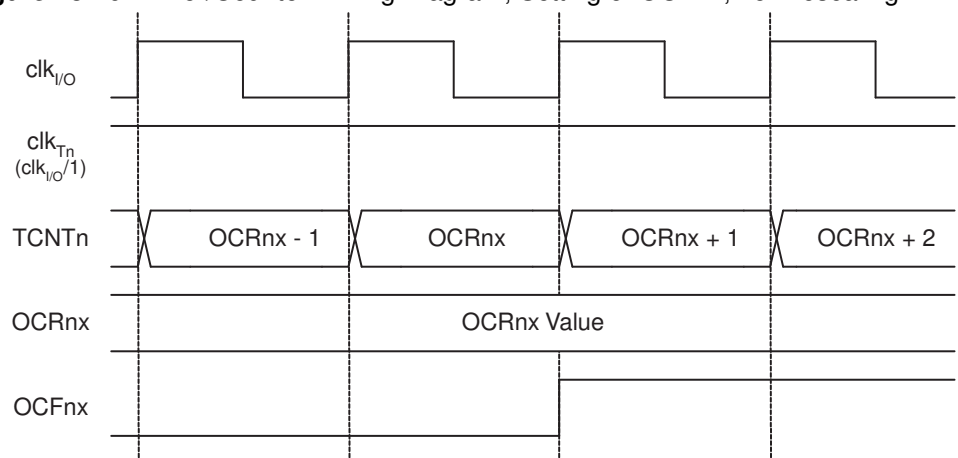 clkI/O
clkTn
(clkI/O/1)
TCNTn OCRnx - 1 OCRnx OCRnx + 1 OCRnx + 2
OCRnx OCRnx Value
OCFnx